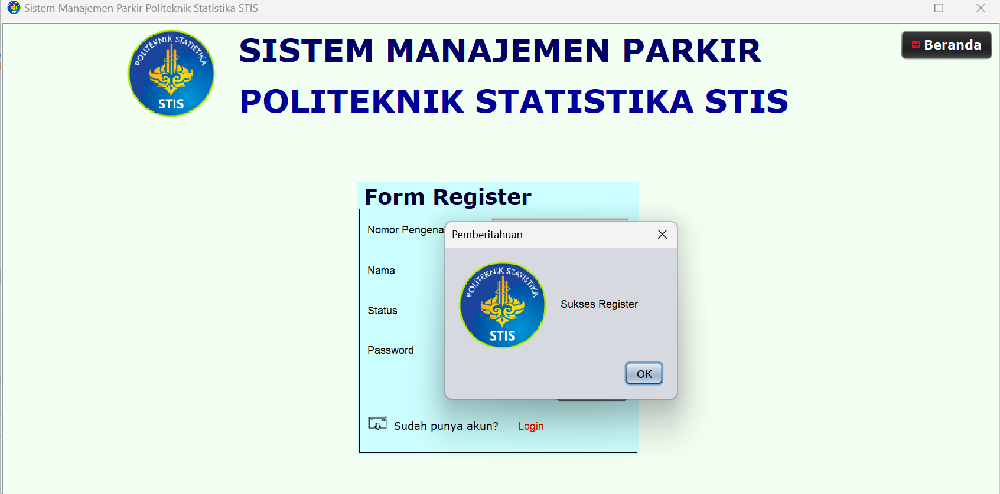 Sistem Manajemen Parkir Politeknik Statistika STIS
POLITEKNIK STATISTIKA
STIS
SISTEM MANAJEMEN PARKIR
POLITEKNIK STATISTIKA STIS
Beranda
Form Register
Nomor Pengenal
Nama
Status
Password
Pemberitahuan
POLITEKNIK STATISTIKA
STIS
Sukses Register
OK
Sudah punya akun? Login